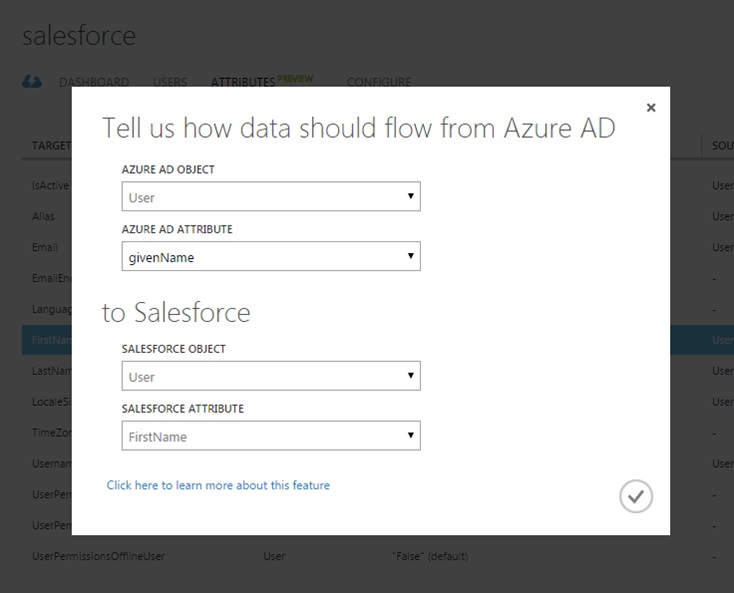 salesforce
DASHBOARD USERS ATTRIBUTES PREVIEW CONFIGURE
Tell us how data should flow from Azure AD
TARGET
SOU
AZURE AD OBJECT
IsActive
User
User
Alias
User
AZURE AD ATTRIBUTE
Email
User
givenName
EmailEn
-
to Salesforce
Languag
-
FirstNam
User
SALESFORCE OBJECT
LastNam
User
User
LocaleSi
User
SALESFORCE ATTRIBUTE
TimeZo
-
FirstName
Usernam
User
Click here to learn more about this feature
UserPer
-
UserPer
-
UserPermissionsOfflineUser User "False" (default) -